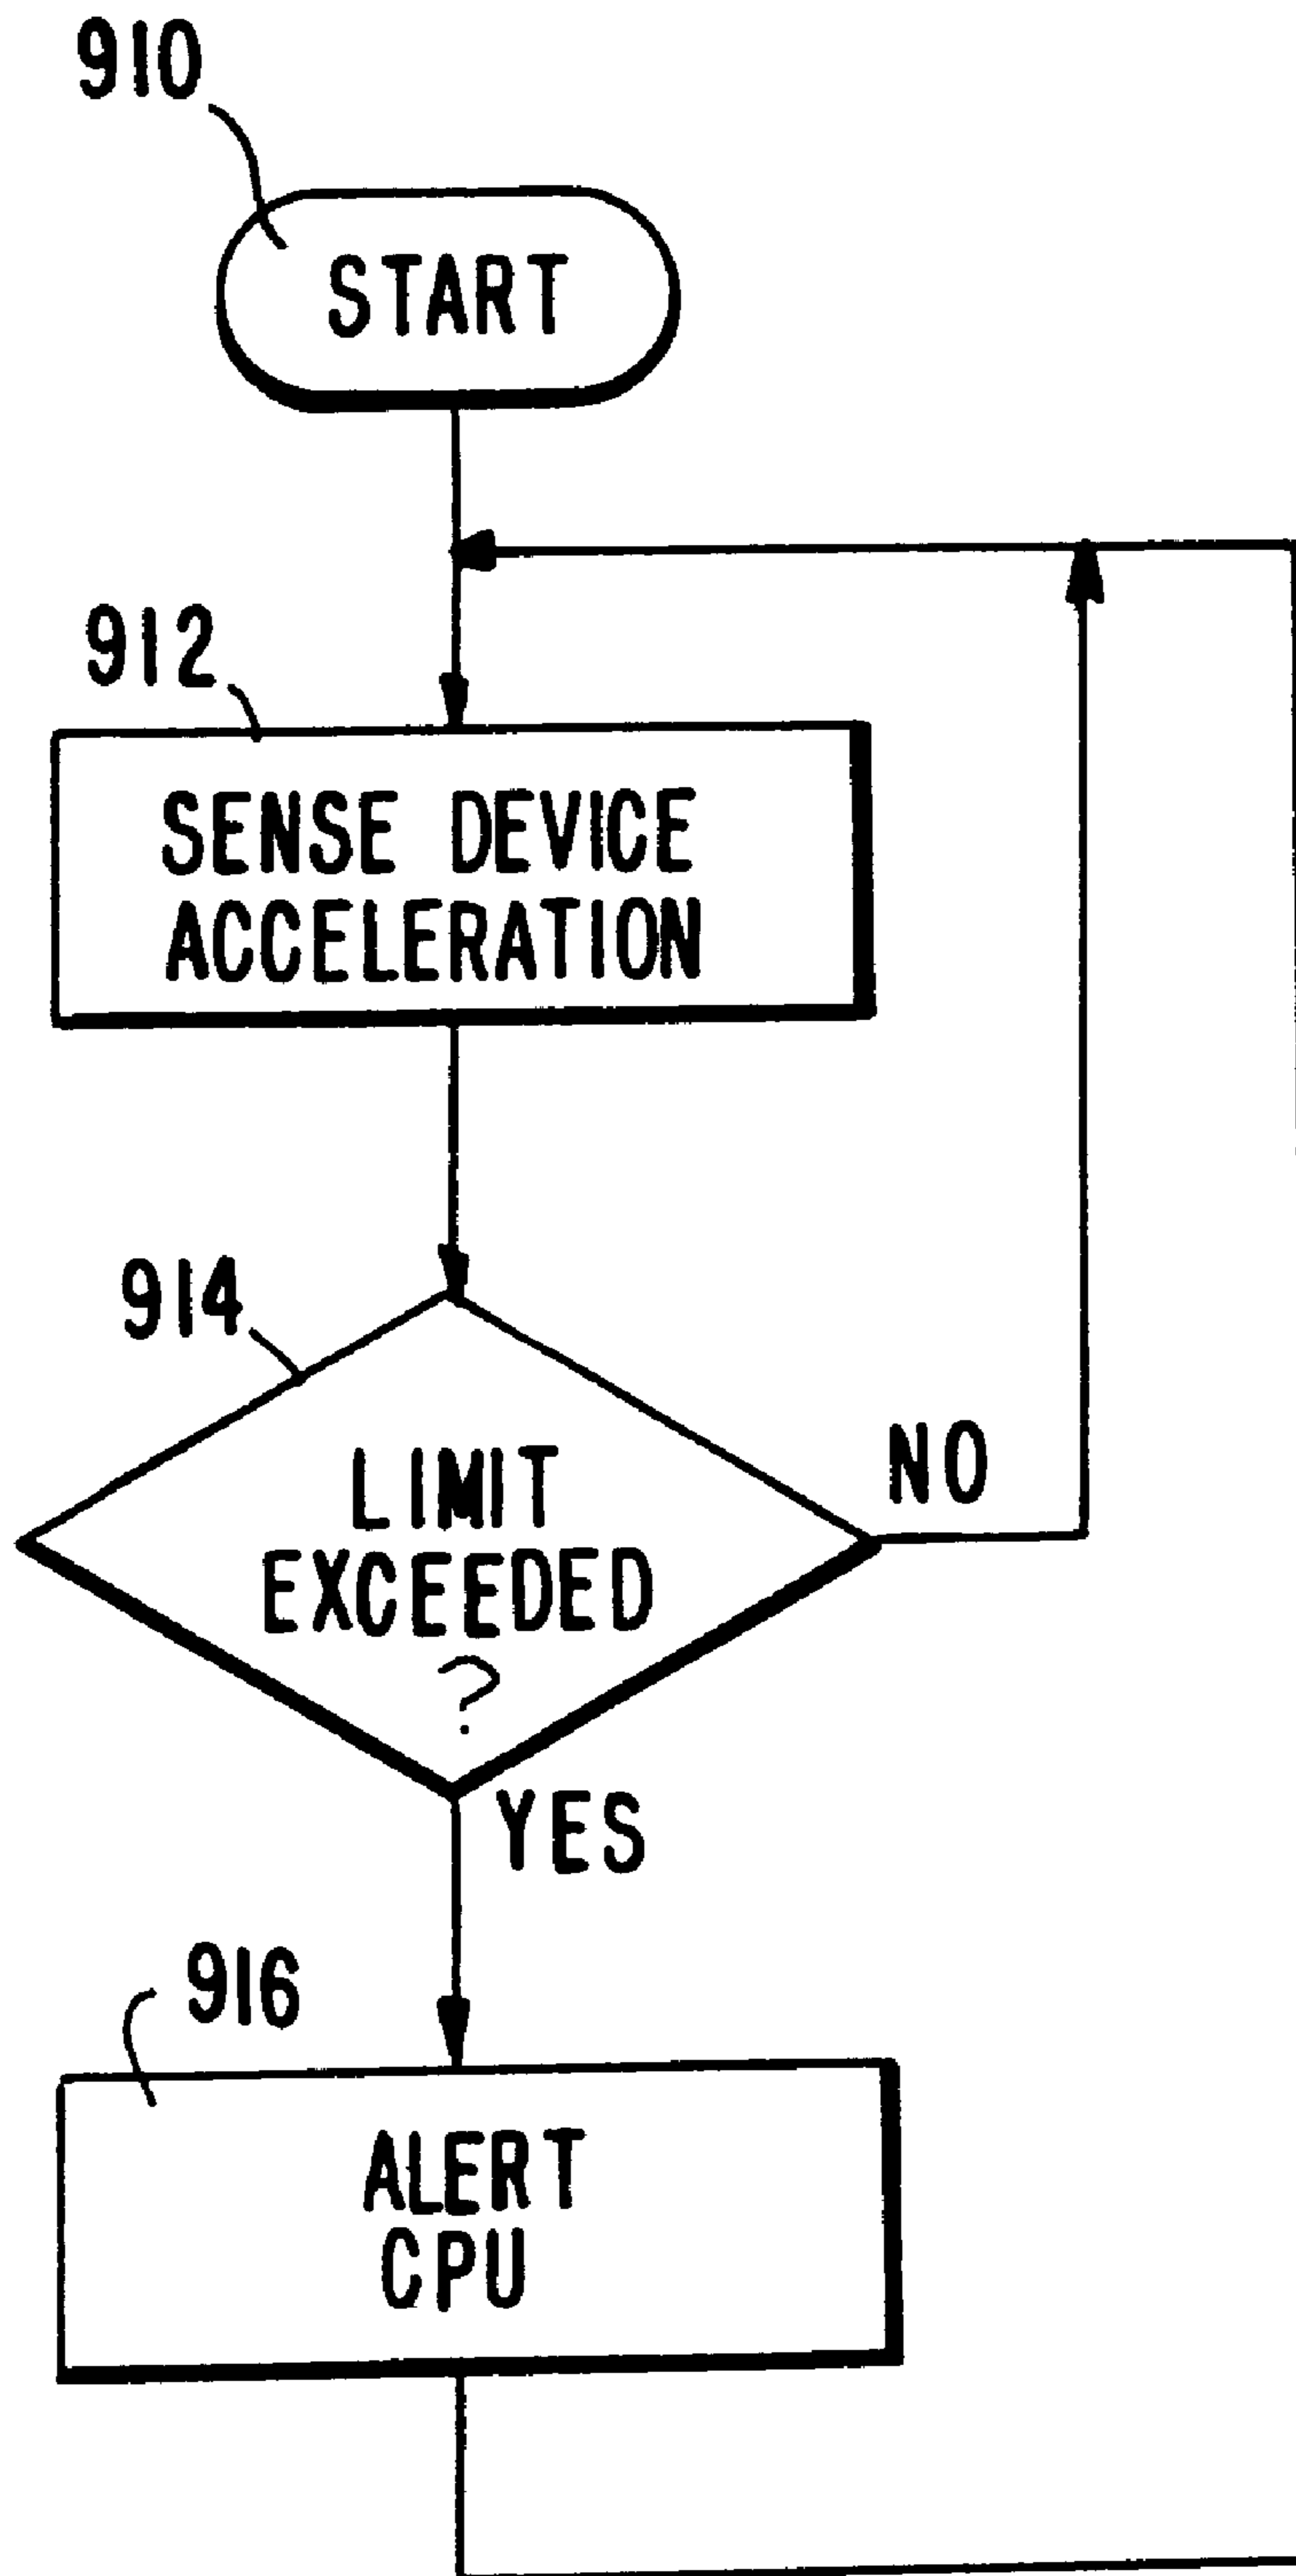 910
START
912
SENSE DEVICE
ACCELERATION
914
LIMIT
EXCEEDED
?
NO
YES
916
ALERT
CPU